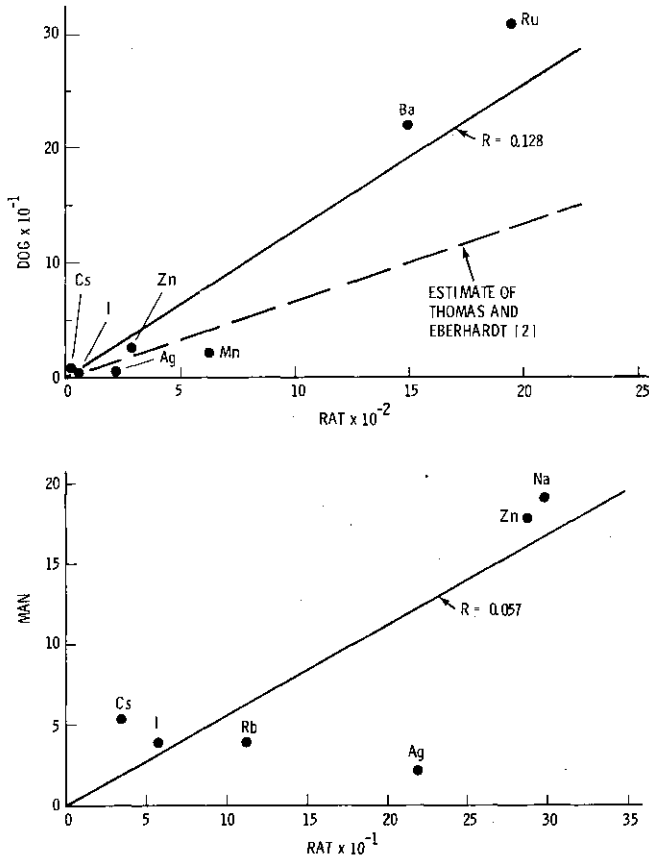 30
20
10
0
DOG x 10⁻¹
Ru
Ba
R = 0.128
Cs
I
Zn
Ag
Mn
ESTIMATE OF
THOMAS AND
EBERHARDT [2]
0 5 10 15 20 25
RAT x 10⁻²
20
15
10
5
0
MAN
Na
Zn
R = 0.057
Cs
I
Rb
Ag
0 5 10 15 20 25 30 35
RAT x 10⁻¹